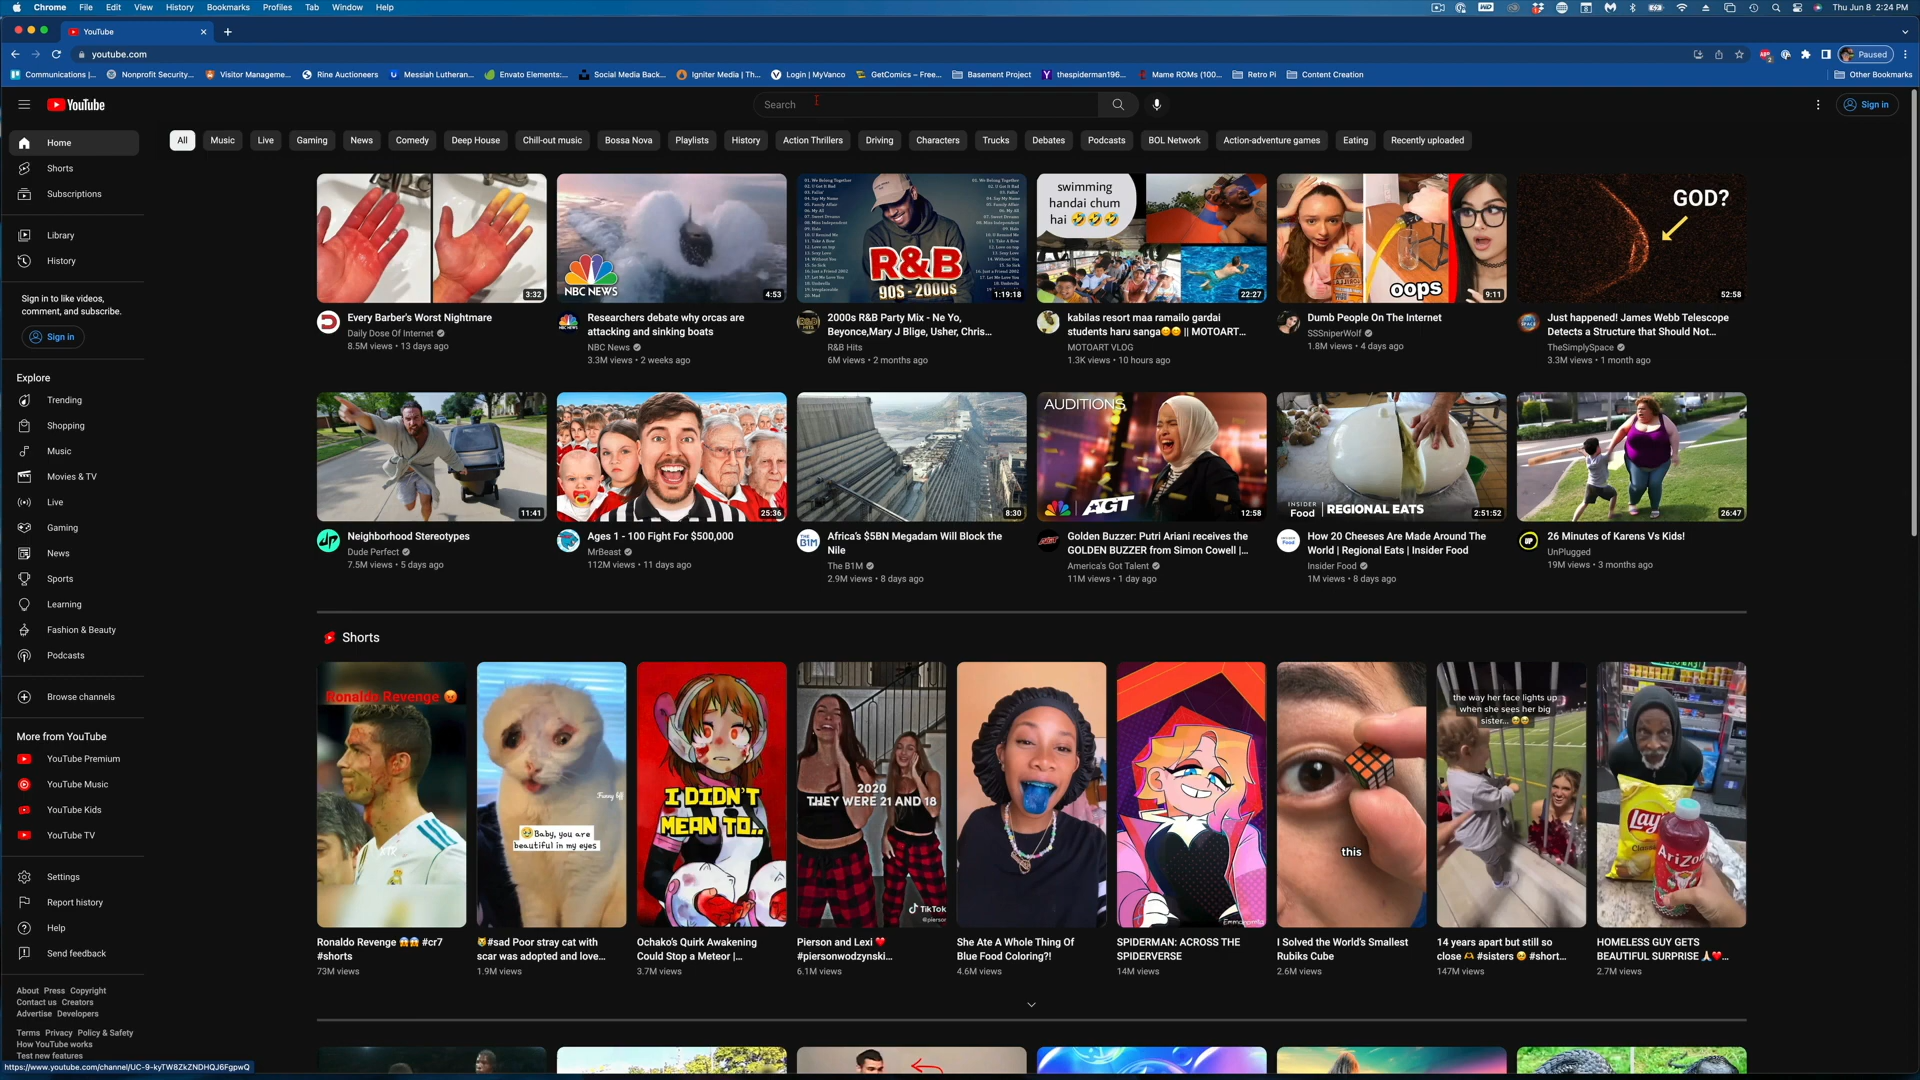 Chrome File Edit View History Bookmarks Profiles Tab Window Help
Thu Jun 8 2:24 PM
YouTube
youtube.com
Paused
Communications |...
Nonprofit Security...
Visitor Manageme...
Rine Auctioneers
Messiah Lutheran...
Envato Elements:...
Social Media Back...
Igniter Media | Th...
Login | MyVanco
GetComics – Free...
Basement Project
thespiderman196...
Mame ROMs (100...
Retro Pi
Content Creation
Other Bookmarks
YouTube
Search
Sign in
All Music Live Gaming News Comedy Deep House Chill-out music Bossa Nova Playlists History Action Thrillers Driving Characters Trucks Debates Podcasts BOL Network Action-adventure games Eating Recently uploaded
Home
Shorts
Subscriptions
Library
History
Sign in to like videos,
comment, and subscribe.
Sign in
Explore
Trending
Shopping
Music
Movies & TV
Live
Gaming
News
Sports
Learning
Fashion & Beauty
Podcasts
Browse channels
More from YouTube
YouTube Premium
YouTube Music
YouTube Kids
YouTube TV
Settings
Report history
Help
Send feedback
About Press Copyright
Contact us Creators
Advertise Developers
Terms Privacy Policy & Safety
How YouTube works
Test new features
https://www.youtube.com/channel/UC-9-kyTW8ZkZNDHQJ6FgpwQ
3:32
Every Barber's Worst Nightmare
Daily Dose Of Internet
8.5M views • 13 days ago
NBC NEWS
4:53
Researchers debate why orcas are
attacking and sinking boats
NBC News
3.3M views • 2 weeks ago
R&B
90S - 2000s
1:19:18
2000s R&B Party Mix - Ne Yo,
Beyonce,Mary J Blige, Usher, Chris...
R&B Hits
6M views • 2 months ago
swimming
handai chum
hai 🤣🤣🤣
22:27
kabilas resort maa ramailo gardai
students haru sanga😊😊 || MOTOART...
MOTOART VLOG
1.3K views • 10 hours ago
oops
9:11
Dumb People On The Internet
SSSniperWolf
1.8M views • 4 days ago
GOD?
52:58
Just happened! James Webb Telescope
Detects a Structure that Should Not...
TheSimplySpace
3.3M views • 1 month ago
11:41
Neighborhood Stereotypes
Dude Perfect
7.5M views • 5 days ago
25:36
Ages 1 - 100 Fight For $500,000
MrBeast
112M views • 11 days ago
8:30
THE
B1M
Africa's $5BN Megadam Will Block the
Nile
The B1M
2.9M views • 8 days ago
AUDITIONS
AGT
12:58
Golden Buzzer: Putri Ariani receives the
GOLDEN BUZZER from Simon Cowell |...
America's Got Talent
11M views • 1 day ago
INSIDER
Food
REGIONAL EATS
2:51:52
How 20 Cheeses Are Made Around The
World | Regional Eats | Insider Food
Insider Food
1M views • 8 days ago
26:47
UP
26 Minutes of Karens Vs Kids!
UnPlugged
19M views • 3 months ago
Shorts
Ronaldo Revenge 😡
Ronaldo Revenge 😱😱 #cr7
#shorts
73M views
Funny fiff
🥹Baby, you are
beautiful in my eyes
😿#sad Poor stray cat with
scar was adopted and love...
1.9M views
I DIDN'T
MEAN TO..
Ochako's Quirk Awakening
Could Stop a Meteor |...
3.7M views
2020
THEY WERE 21 AND 18
TikTok
Pierson and Lexi ❤️
#piersonwodzynski...
6.1M views
She Ate A Whole Thing Of
Blue Food Coloring?!
4.6M views
SPIDERMAN: ACROSS THE
SPIDERVERSE
14M views
this
I Solved the World's Smallest
Rubiks Cube
2.6M views
the way her face lights up
when she sees her big
sister... 🥹🥹
14 years apart but still so
close 🫶 #sisters 🥹 #short...
147M views
Lay's
Classic
AriZona
HOMELESS GUY GETS
BEAUTIFUL SURPRISE 🙏❤️...
2.7M views